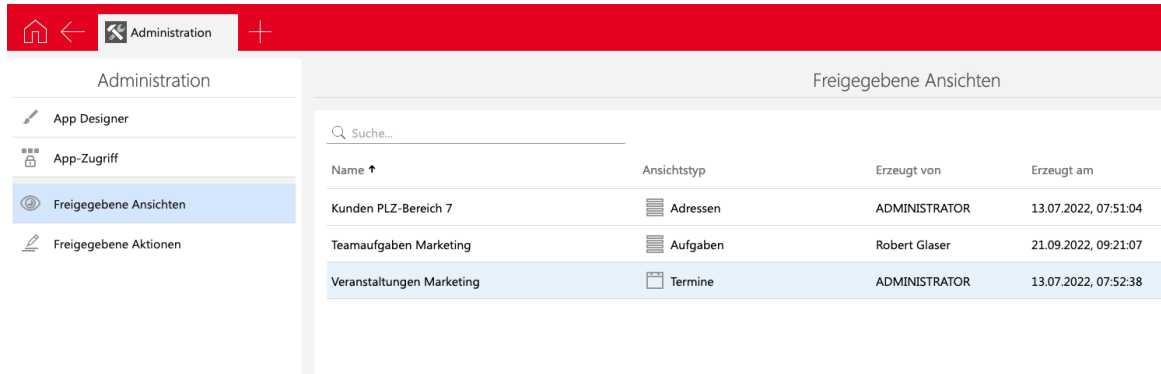 Administration
Administration
Freigegebene Ansichten
App Designer
App-Zugriff
Freigegebene Ansichten
Freigegebene Aktionen
Suche...
Name Ansichtstyp Erzeugt von Erzeugt am
Kunden PLZ-Bereich 7 Adressen ADMINISTRATOR 13.07.2022, 07:51:04
Teamaufgaben Marketing Aufgaben Robert Glaser 21.09.2022, 09:21:07
Veranstaltungen Marketing Termine ADMINISTRATOR 13.07.2022, 07:52:38